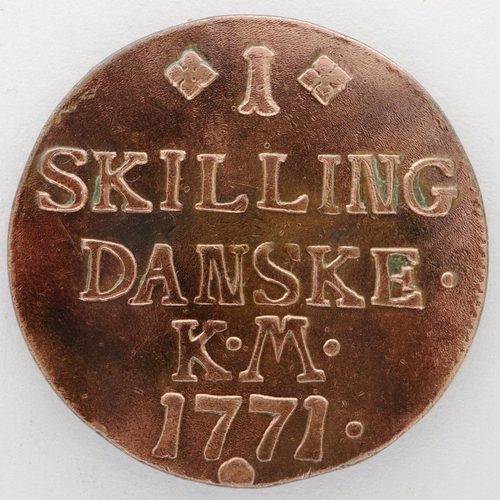 1
SKILLING
DANSKE·
K·M·
1771·